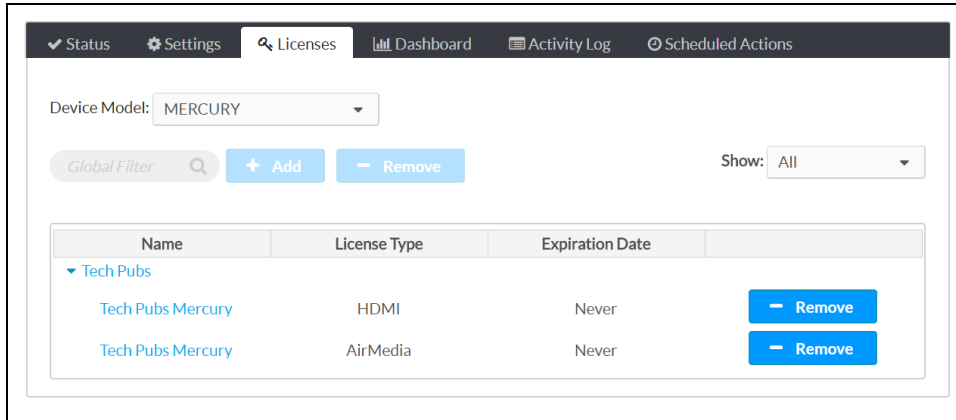 Status Settings Licenses Dashboard Activity Log Scheduled Actions
Device Model: MERCURY
Global Filter + Add − Remove Show: All
Name License Type Expiration Date
Tech Pubs
Tech Pubs Mercury HDMI Never − Remove
Tech Pubs Mercury AirMedia Never − Remove